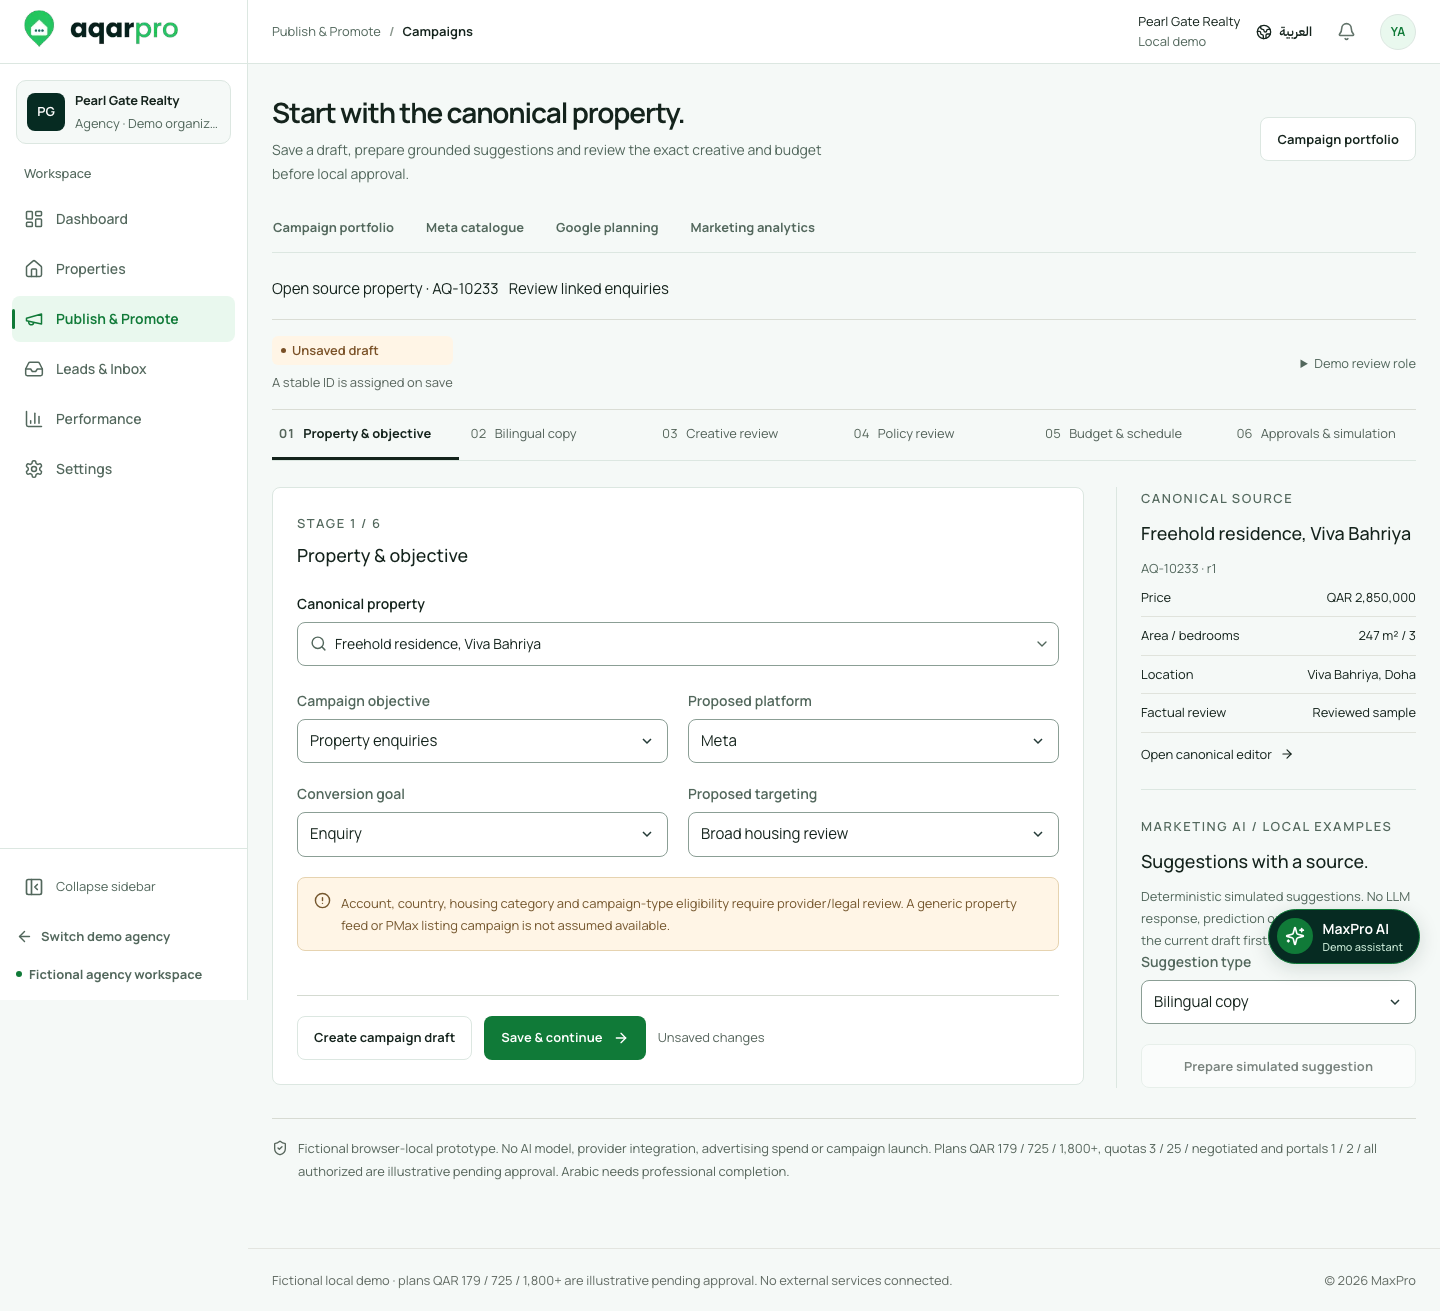 aqarpro
Publish & Promote / Campaigns
Pearl Gate Realty
Local demo
العربية
YA
PG
Pearl Gate Realty
Agency · Demo organiz...
Workspace
Dashboard
Properties
Publish & Promote
Leads & Inbox
Performance
Settings
Collapse sidebar
Switch demo agency
Fictional agency workspace
Start with the canonical property.
Save a draft, prepare grounded suggestions and review the exact creative and budget
before local approval.
Campaign portfolio
Campaign portfolio
Meta catalogue
Google planning
Marketing analytics
Open source property · AQ-10233
Review linked enquiries
Unsaved draft
A stable ID is assigned on save
Demo review role
01 Property & objective
02 Bilingual copy
03 Creative review
04 Policy review
05 Budget & schedule
06 Approvals & simulation
STAGE 1 / 6
Property & objective
Canonical property
Freehold residence, Viva Bahriya
Campaign objective
Property enquiries
Proposed platform
Meta
Conversion goal
Enquiry
Proposed targeting
Broad housing review
Account, country, housing category and campaign-type eligibility require provider/legal review. A generic property
feed or PMax listing campaign is not assumed available.
Create campaign draft
Save & continue
Unsaved changes
CANONICAL SOURCE
Freehold residence, Viva Bahriya
AQ-10233 · r1
Price QAR 2,850,000
Area / bedrooms 247 m² / 3
Location Viva Bahriya, Doha
Factual review Reviewed sample
Open canonical editor
MARKETING AI / LOCAL EXAMPLES
Suggestions with a source.
Deterministic simulated suggestions. No LLM
response, prediction
the current draft first.
MaxPro AI
Demo assistant
Suggestion type
Bilingual copy
Prepare simulated suggestion
Fictional browser-local prototype. No AI model, provider integration, advertising spend or campaign launch. Plans QAR 179 / 725 / 1,800+, quotas 3 / 25 / negotiated and portals 1 / 2 / all
authorized are illustrative pending approval. Arabic needs professional completion.
Fictional local demo · plans QAR 179 / 725 / 1,800+ are illustrative pending approval. No external services connected.
© 2026 MaxPro